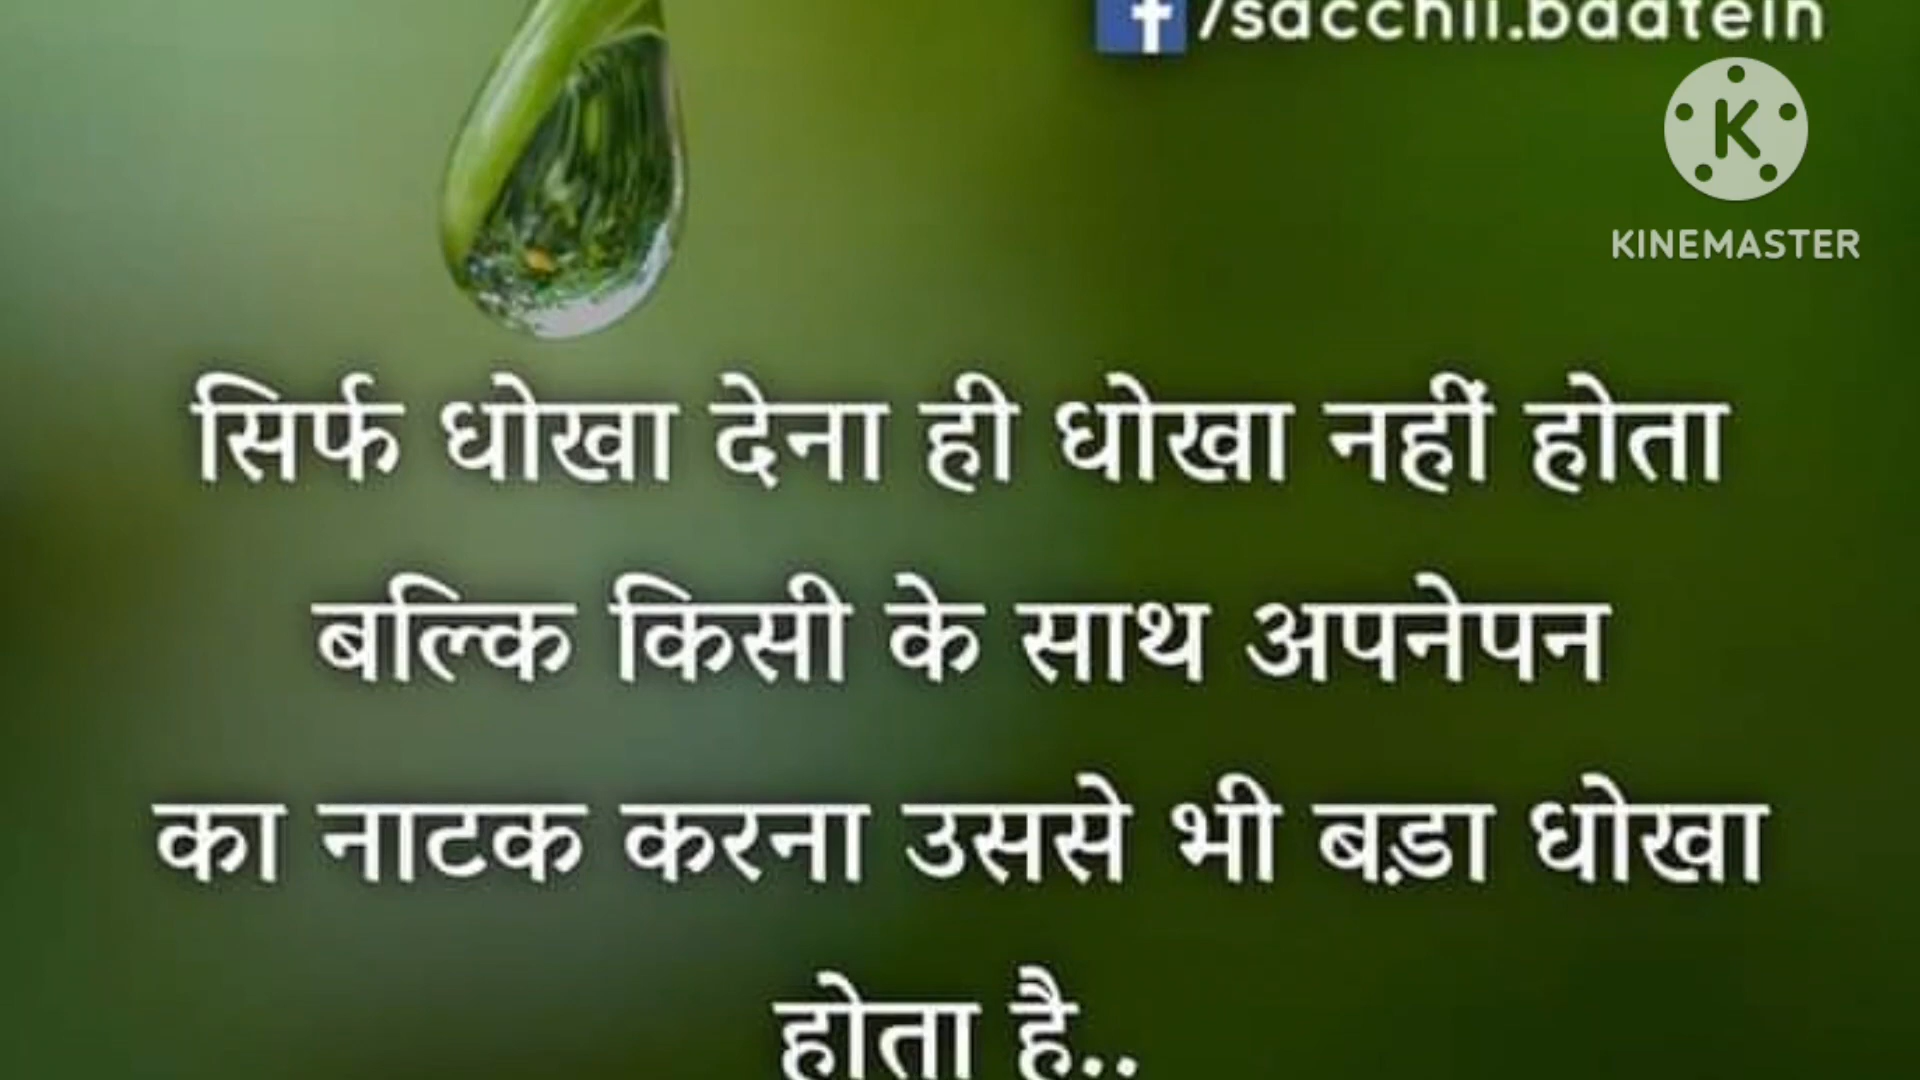 /sacchii.baatein
K
KINEMASTER
सिर्फ धोखा देना ही धोखा नहीं होता
बल्कि किसी के साथ अपनेपन
का नाटक करना उससे भी बड़ा धोखा
होता है..